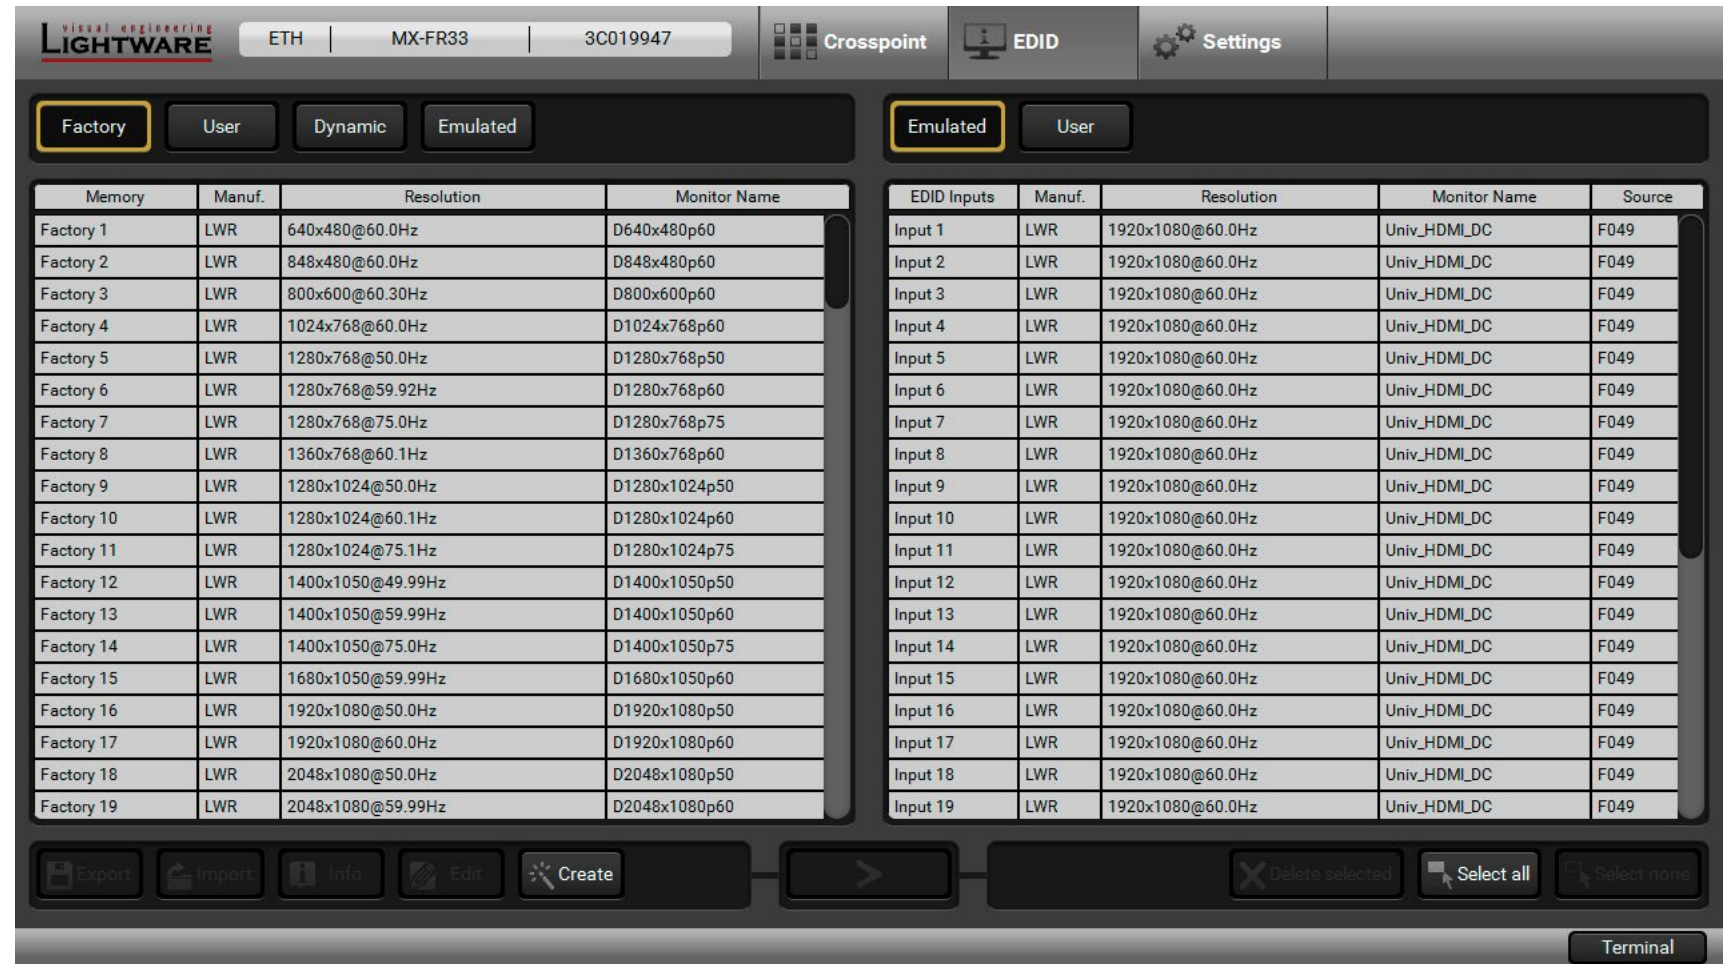 visual engineering
LIGHTWARE
ETH | MX-FR33 | 3C019947
Crosspoint
EDID
Settings
Factory User Dynamic Emulated
Emulated User
Memory Manuf. Resolution Monitor Name
Factory 1 LWR 640x480@60.0Hz D640x480p60
Factory 2 LWR 848x480@60.0Hz D848x480p60
Factory 3 LWR 800x600@60.30Hz D800x600p60
Factory 4 LWR 1024x768@60.0Hz D1024x768p60
Factory 5 LWR 1280x768@50.0Hz D1280x768p50
Factory 6 LWR 1280x768@59.92Hz D1280x768p60
Factory 7 LWR 1280x768@75.0Hz D1280x768p75
Factory 8 LWR 1360x768@60.1Hz D1360x768p60
Factory 9 LWR 1280x1024@50.0Hz D1280x1024p50
Factory 10 LWR 1280x1024@60.1Hz D1280x1024p60
Factory 11 LWR 1280x1024@75.1Hz D1280x1024p75
Factory 12 LWR 1400x1050@49.99Hz D1400x1050p50
Factory 13 LWR 1400x1050@59.99Hz D1400x1050p60
Factory 14 LWR 1400x1050@75.0Hz D1400x1050p75
Factory 15 LWR 1680x1050@59.99Hz D1680x1050p60
Factory 16 LWR 1920x1080@50.0Hz D1920x1080p50
Factory 17 LWR 1920x1080@60.0Hz D1920x1080p60
Factory 18 LWR 2048x1080@50.0Hz D2048x1080p50
Factory 19 LWR 2048x1080@59.99Hz D2048x1080p60
EDID Inputs Manuf. Resolution Monitor Name Source
Input 1 LWR 1920x1080@60.0Hz Univ_HDMI_DC F049
Input 2 LWR 1920x1080@60.0Hz Univ_HDMI_DC F049
Input 3 LWR 1920x1080@60.0Hz Univ_HDMI_DC F049
Input 4 LWR 1920x1080@60.0Hz Univ_HDMI_DC F049
Input 5 LWR 1920x1080@60.0Hz Univ_HDMI_DC F049
Input 6 LWR 1920x1080@60.0Hz Univ_HDMI_DC F049
Input 7 LWR 1920x1080@60.0Hz Univ_HDMI_DC F049
Input 8 LWR 1920x1080@60.0Hz Univ_HDMI_DC F049
Input 9 LWR 1920x1080@60.0Hz Univ_HDMI_DC F049
Input 10 LWR 1920x1080@60.0Hz Univ_HDMI_DC F049
Input 11 LWR 1920x1080@60.0Hz Univ_HDMI_DC F049
Input 12 LWR 1920x1080@60.0Hz Univ_HDMI_DC F049
Input 13 LWR 1920x1080@60.0Hz Univ_HDMI_DC F049
Input 14 LWR 1920x1080@60.0Hz Univ_HDMI_DC F049
Input 15 LWR 1920x1080@60.0Hz Univ_HDMI_DC F049
Input 16 LWR 1920x1080@60.0Hz Univ_HDMI_DC F049
Input 17 LWR 1920x1080@60.0Hz Univ_HDMI_DC F049
Input 18 LWR 1920x1080@60.0Hz Univ_HDMI_DC F049
Input 19 LWR 1920x1080@60.0Hz Univ_HDMI_DC F049
Export Import Info Edit Create > Delete selected Select all Select none
Terminal